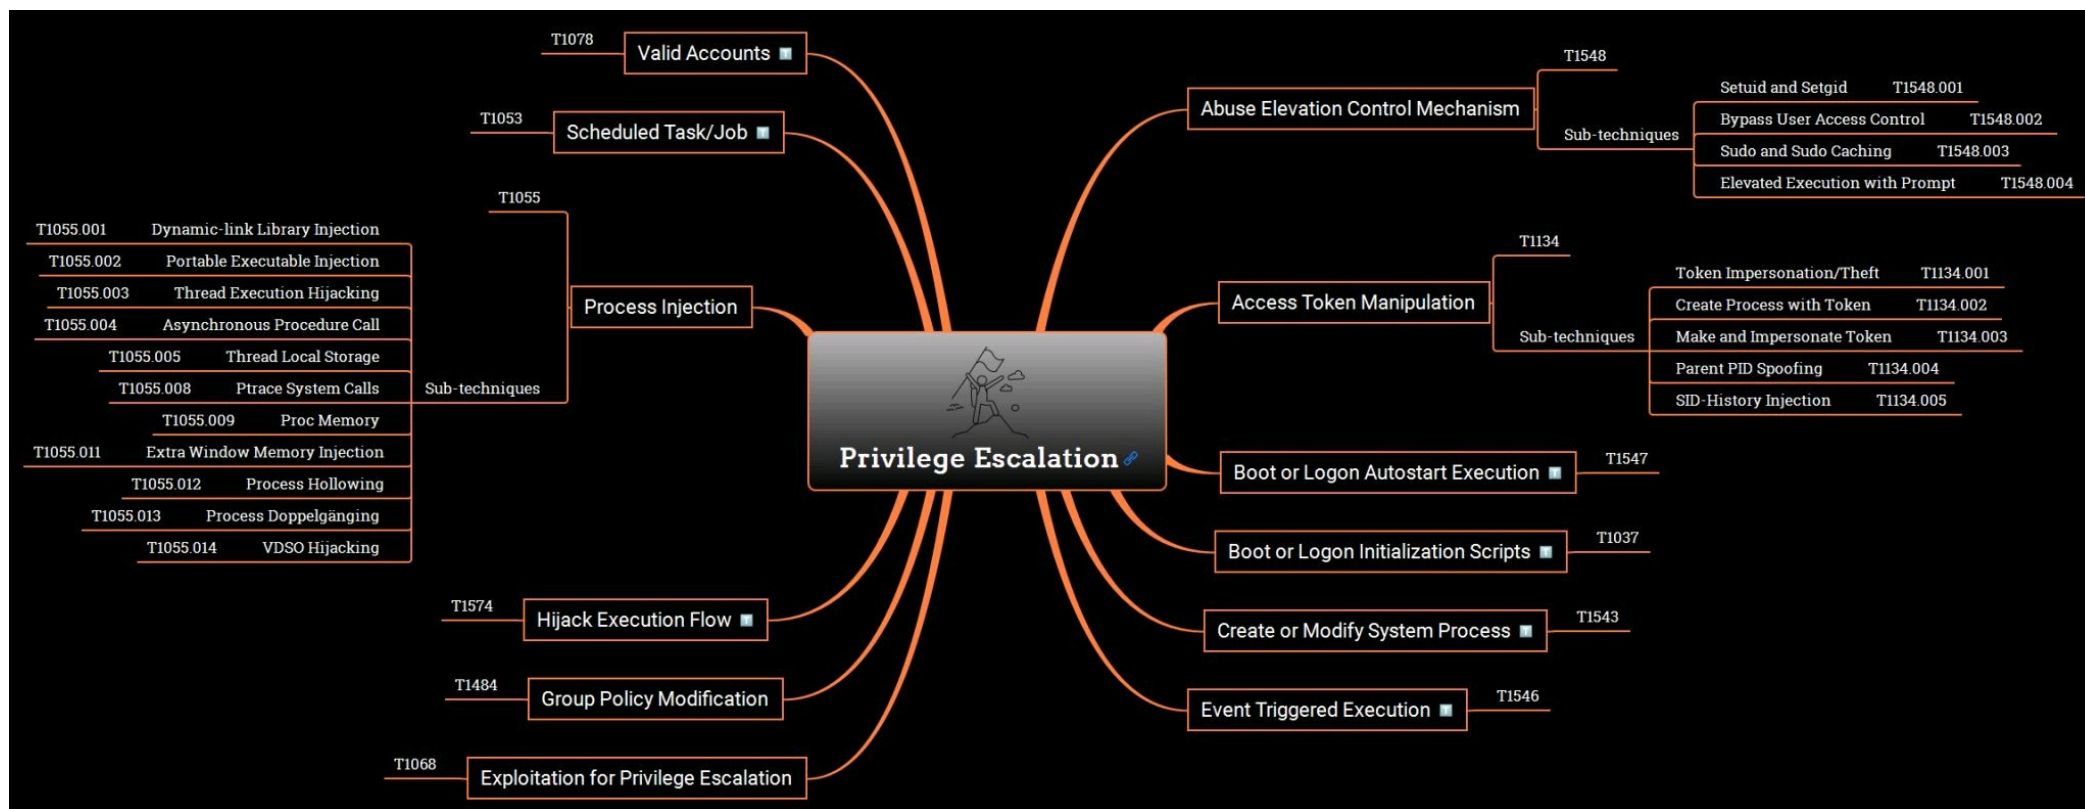 Privilege Escalation
Abuse Elevation Control Mechanism
T1548
Sub-techniques
Setuid and Setgid T1548.001
Bypass User Access Control T1548.002
Sudo and Sudo Caching T1548.003
Elevated Execution with Prompt T1548.004
Access Token Manipulation
T1134
Sub-techniques
Token Impersonation/Theft T1134.001
Create Process with Token T1134.002
Make and Impersonate Token T1134.003
Parent PID Spoofing T1134.004
SID-History Injection T1134.005
Boot or Logon Autostart Execution T1547
Boot or Logon Initialization Scripts T1037
Create or Modify System Process T1543
Event Triggered Execution T1546
T1078 Valid Accounts
T1053 Scheduled Task/Job
Process Injection
T1055
Sub-techniques
T1055.001 Dynamic-link Library Injection
T1055.002 Portable Executable Injection
T1055.003 Thread Execution Hijacking
T1055.004 Asynchronous Procedure Call
T1055.005 Thread Local Storage
T1055.008 Ptrace System Calls
T1055.009 Proc Memory
T1055.011 Extra Window Memory Injection
T1055.012 Process Hollowing
T1055.013 Process Doppelgänging
T1055.014 VDSO Hijacking
T1574 Hijack Execution Flow
T1484 Group Policy Modification
T1068 Exploitation for Privilege Escalation